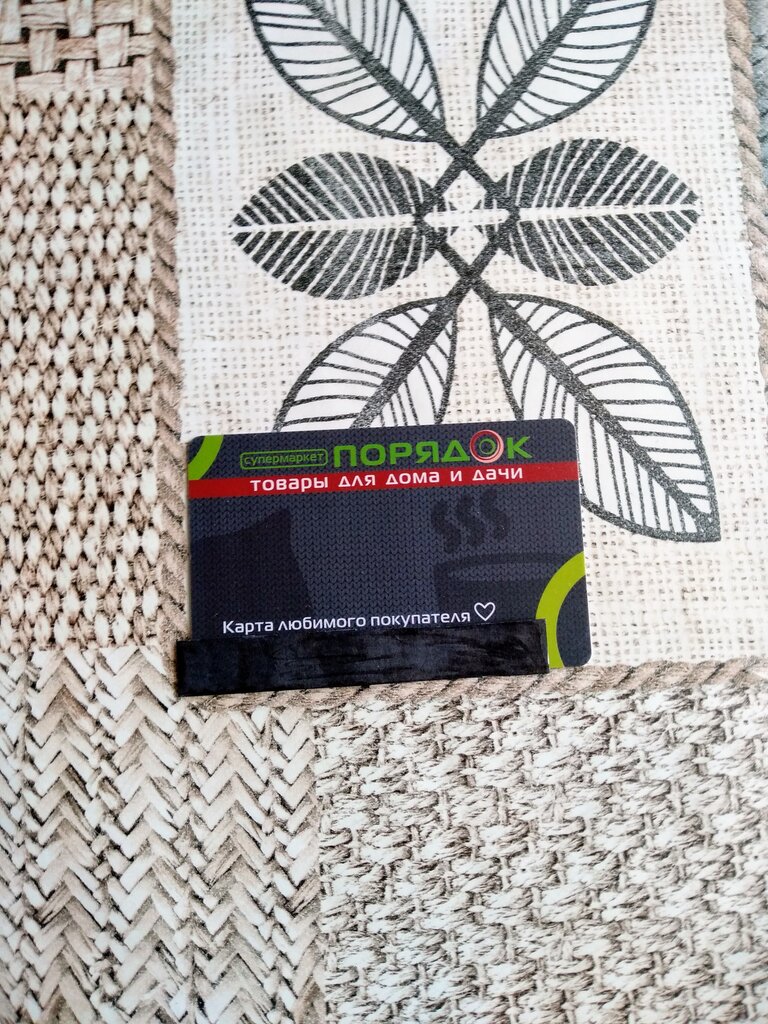 супермаркет ПОРЯДОК
товары для дома и дачи
Карта любимого покупателя